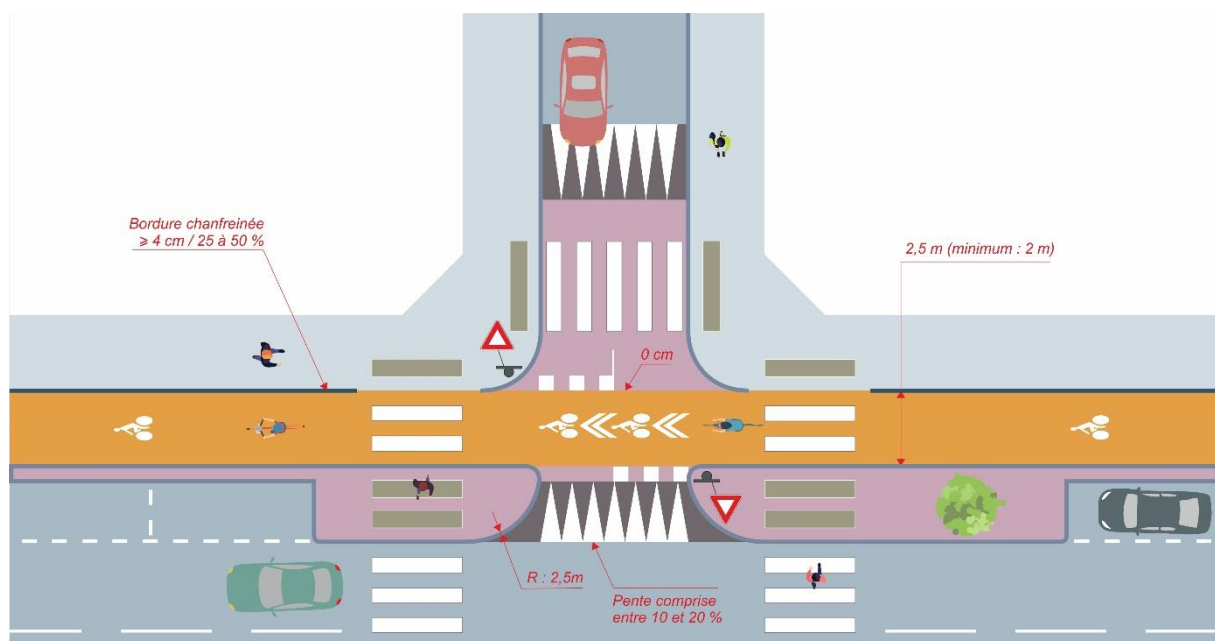 Bordure chanfreinée
⩾ 4 cm / 25 à 50 %
2,5 m (minimum : 2 m)
0 cm
R : 2,5m
Pente comprise
entre 10 et 20 %